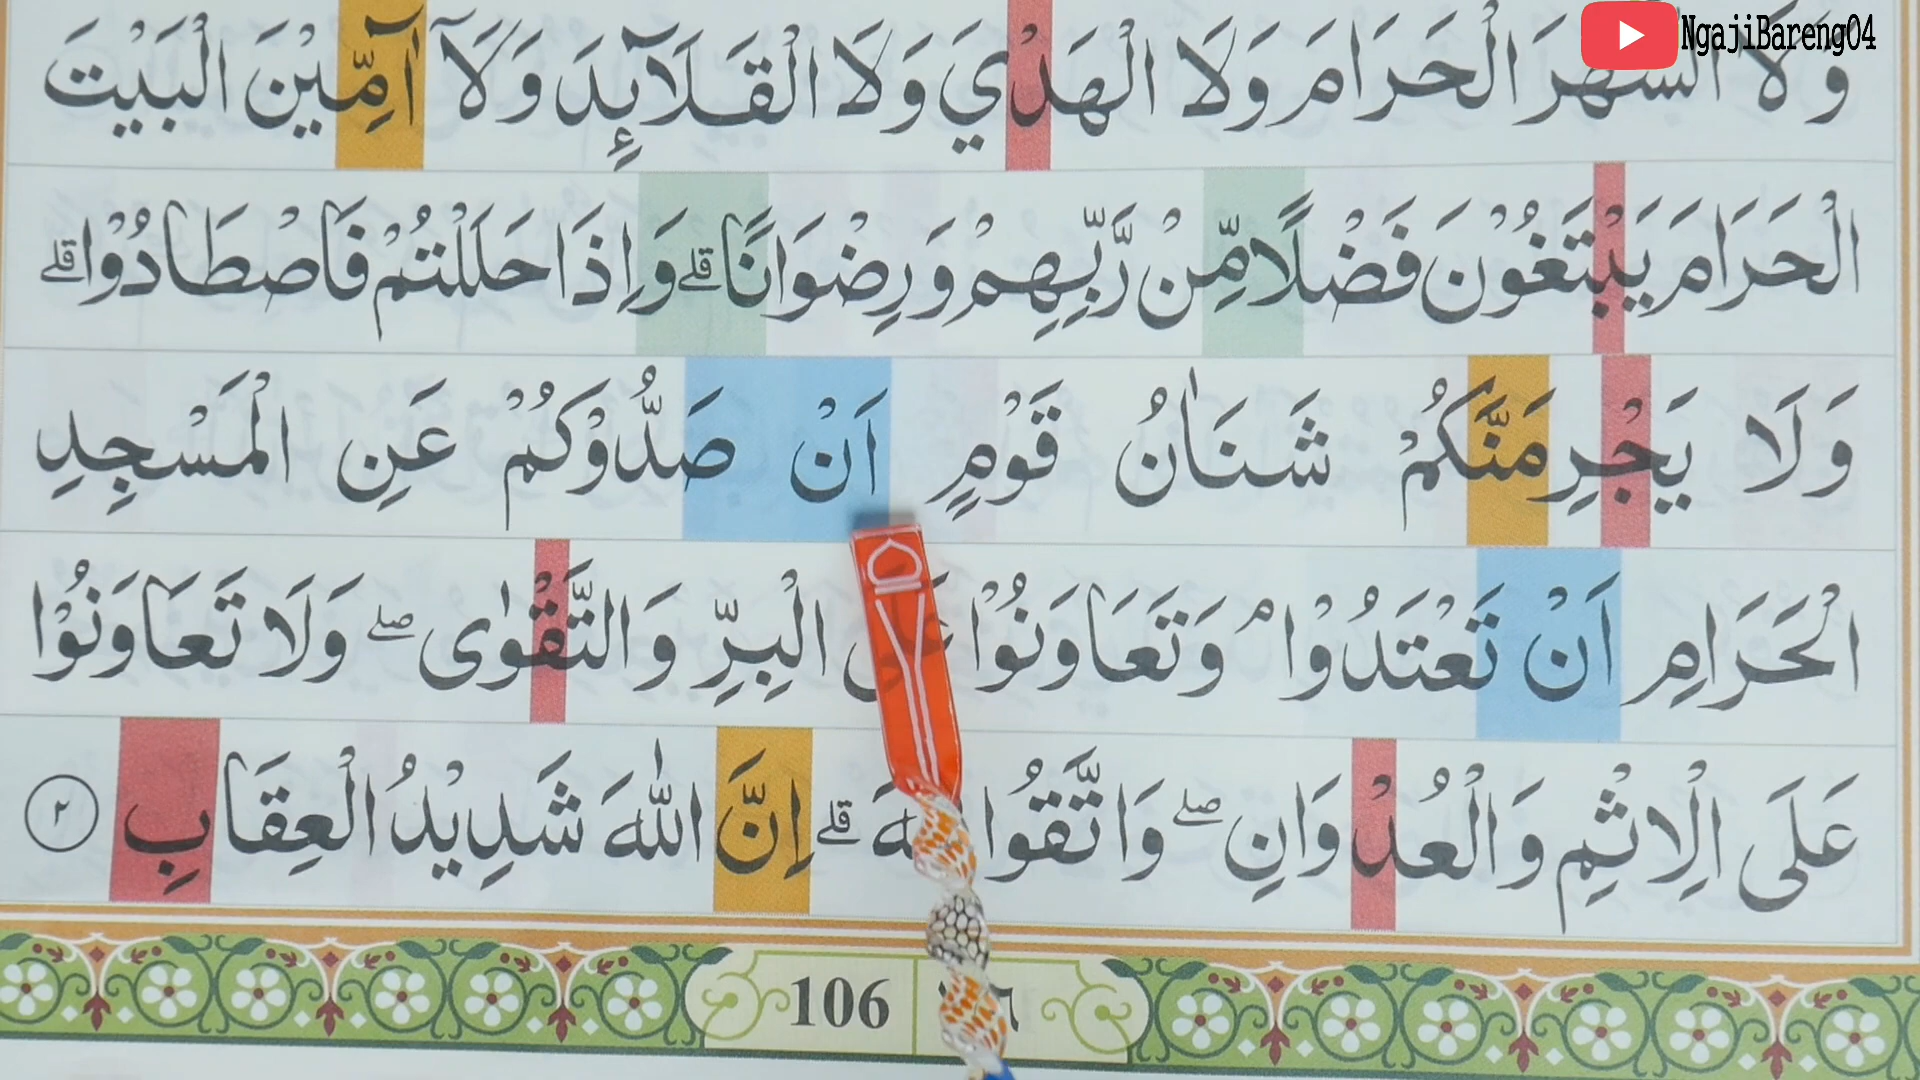 NgajiBareng04
وَلَا الشَّهْرَ الْحَرَامَ وَلَا الْهَدْيَ وَلَا الْقَلَاۤىِٕدَ وَلَآ اٰۤمِّيْنَ الْبَيْتَ
الْحَرَامَ يَبْتَغُوْنَ فَضْلًا مِّنْ رَّبِّهِمْ وَرِضْوَانًا ۗوَاِذَا حَلَلْتُمْ فَاصْطَادُوْا ۗ
وَلَا يَجْرِمَنَّكُمْ شَنَاٰنُ قَوْمٍ اَنْ صَدُّوْكُمْ عَنِ الْمَسْجِدِ
الْحَرَامِ اَنْ تَعْتَدُوْا ۘ وَتَعَاوَنُوْا الْبِرِّ وَالتَّقْوٰى ۖ وَلَا تَعَاوَنُوْا
عَلَى الْاِثْمِ وَالْعُدْوَانِ ۖ وَاتَّقُوا ۗ اِنَّ اللّٰهَ شَدِيْدُ الْعِقَابِ ٢
106